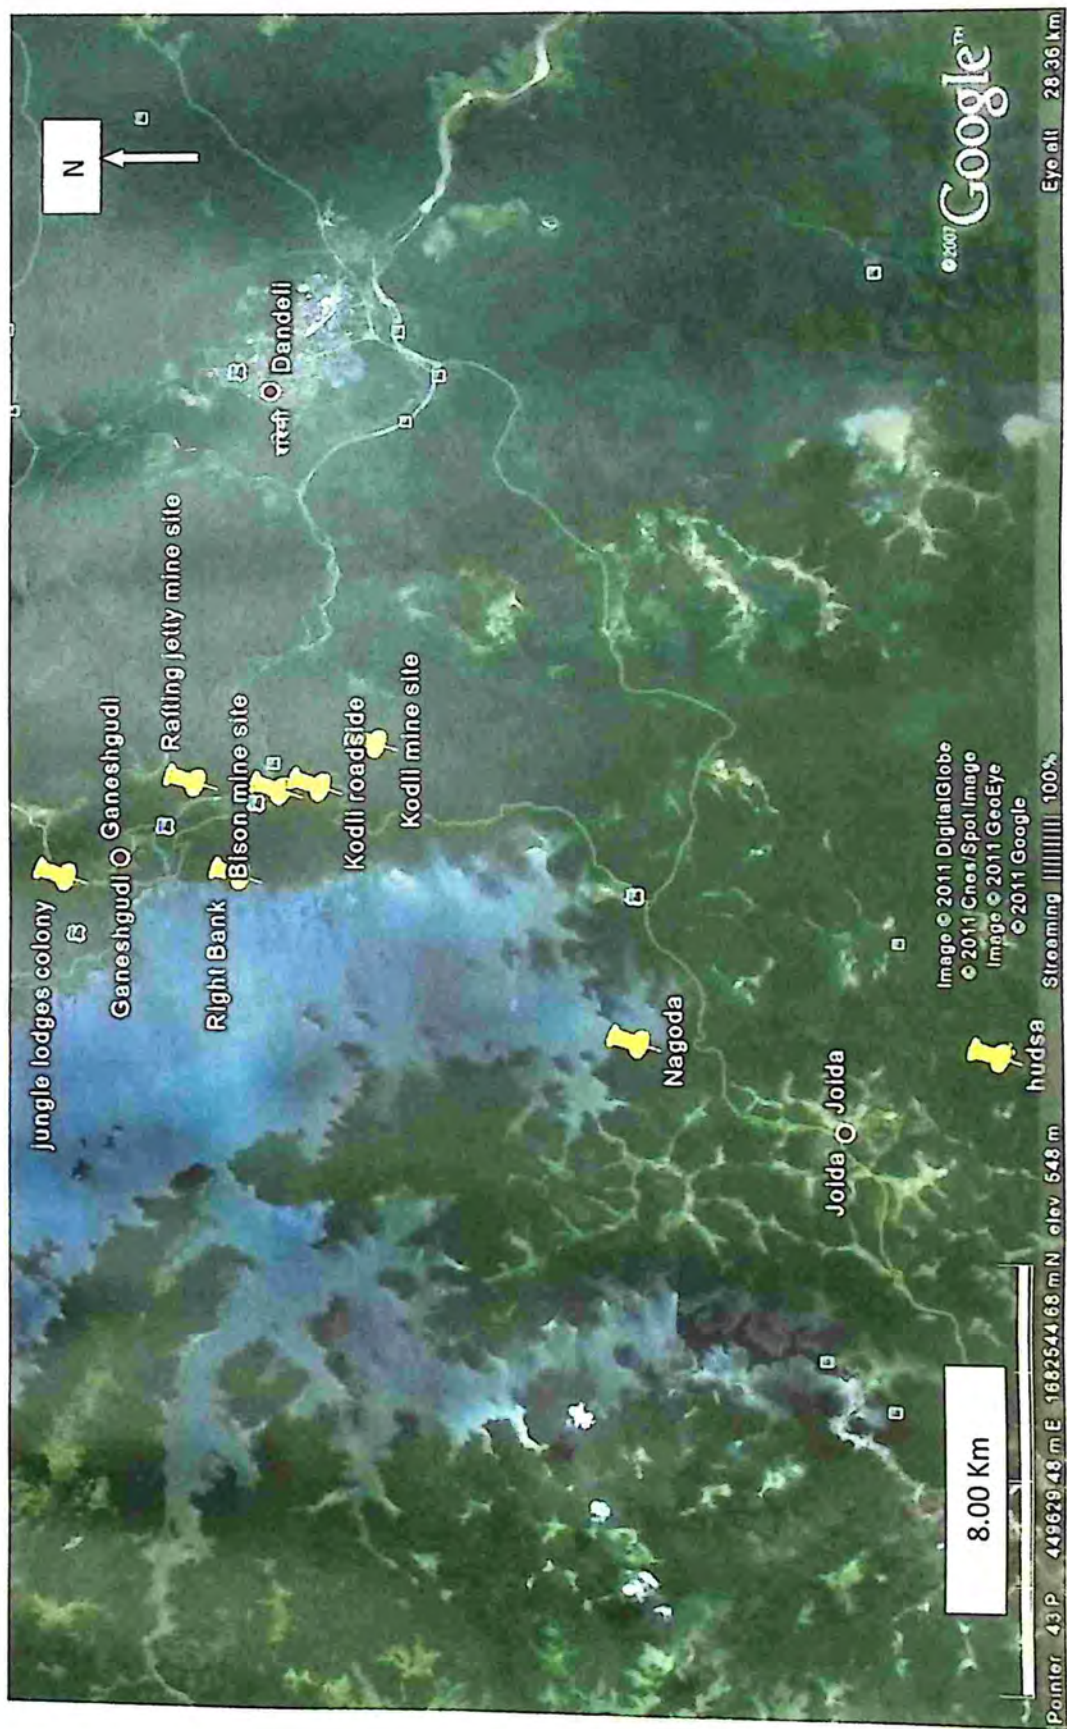 N
jungle lodges colony
Ganeshgudi Ganeshgudi
Rafting jetty mine site
Right Bank
Bison mine site
Kodli roadside
Kodli mine site
Dandeli
Nagoda
Joida Joida
hudsa
8.00 Km
Image © 2011 DigitalGlobe
© 2011 Cnes/Spot Image
Image © 2011 GeoEye
© 2011 Google
©2007 Google™
Pointer 43 P 449629.48 m E 1682544.68 m N elev 548 m Streaming |||||||||| 100% Eye alt 28.36 km